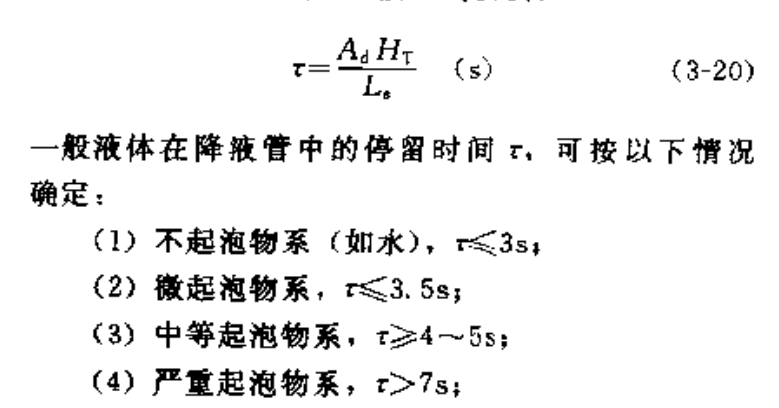 τ=A_d H_T/L_s (s) (3-20)
一般液体在降液管中的停留时间 τ,可按以下情况
确定:
(1) 不起泡物系(如水),τ≤3s;
(2) 微起泡物系,τ≤3.5s;
(3) 中等起泡物系,τ≥4~5s;
(4) 严重起泡物系,τ>7s;